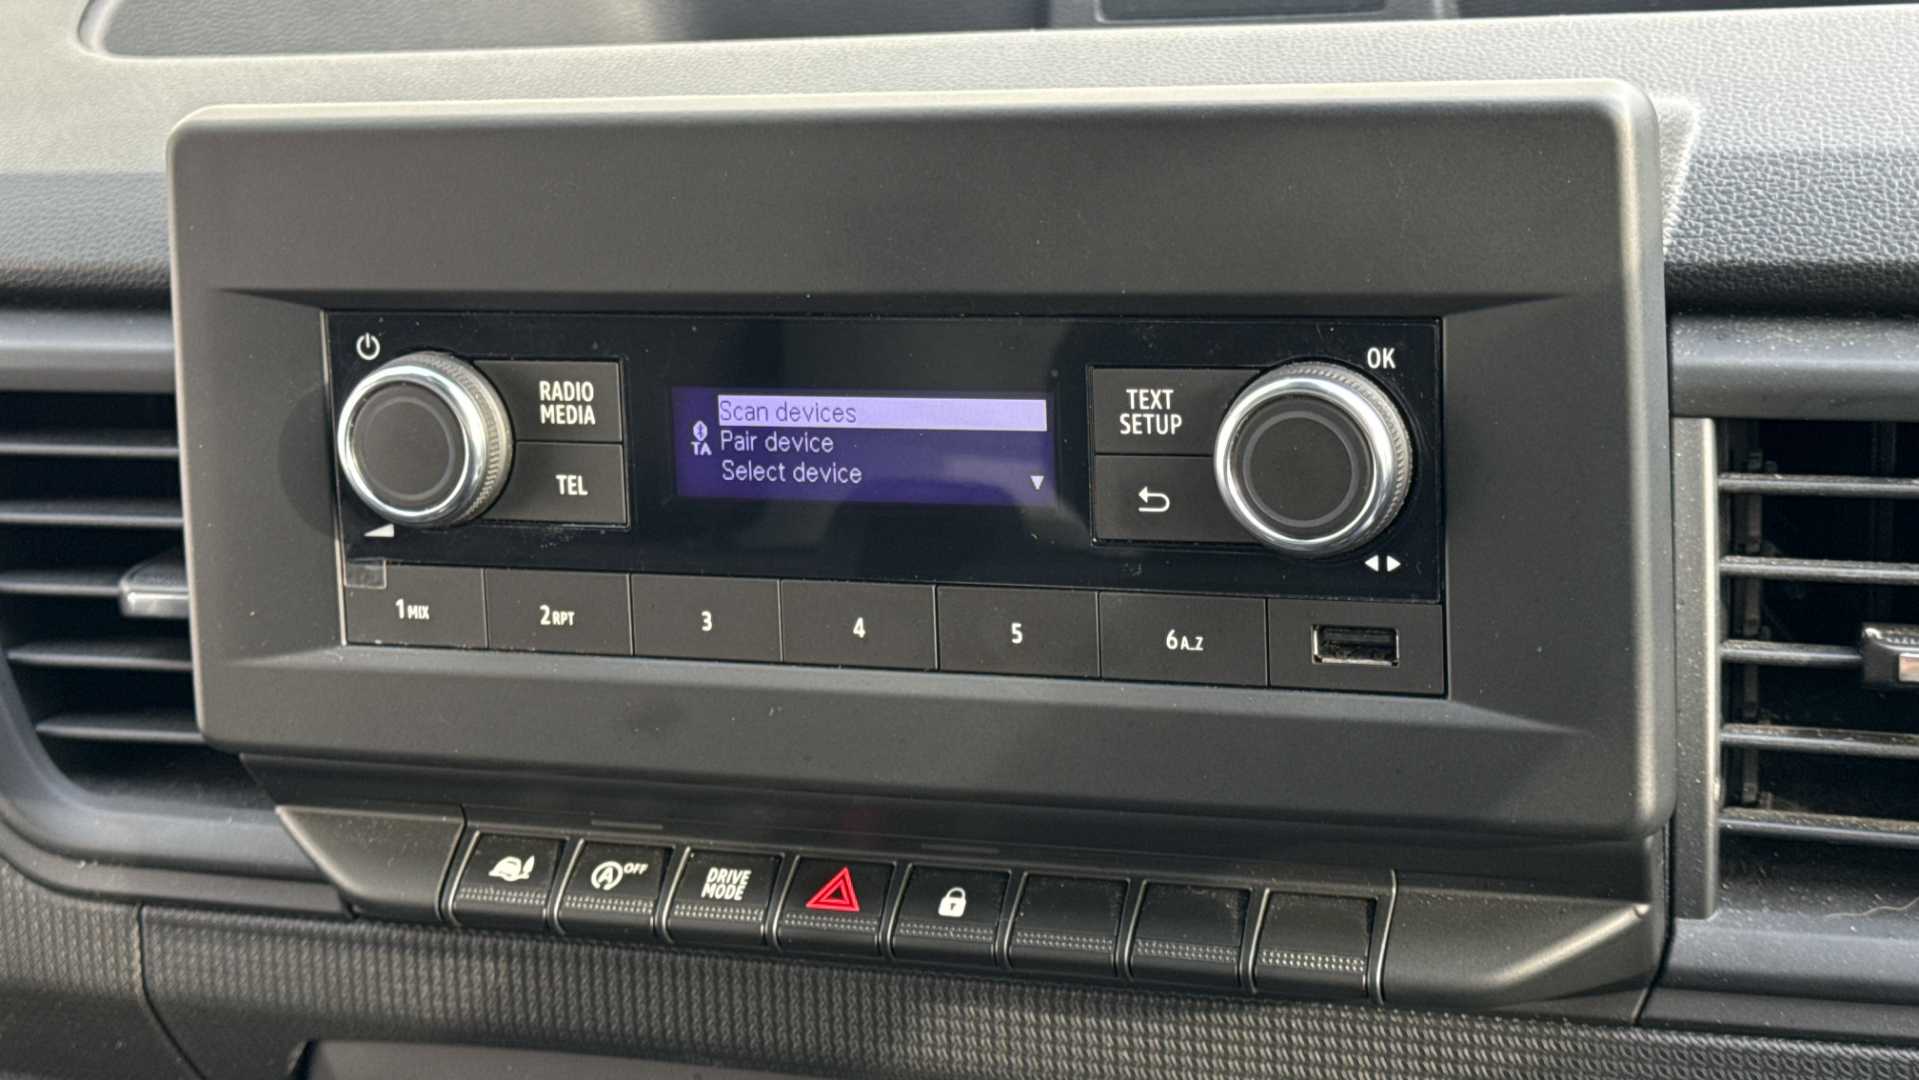 OK
RADIO
MEDIA
TEL
Scan devices
Pair device
Select device
TA
TEXT
SETUP
1MIX
2RPT
3
4
5
6A_Z
A OFF
DRIVE
MODE